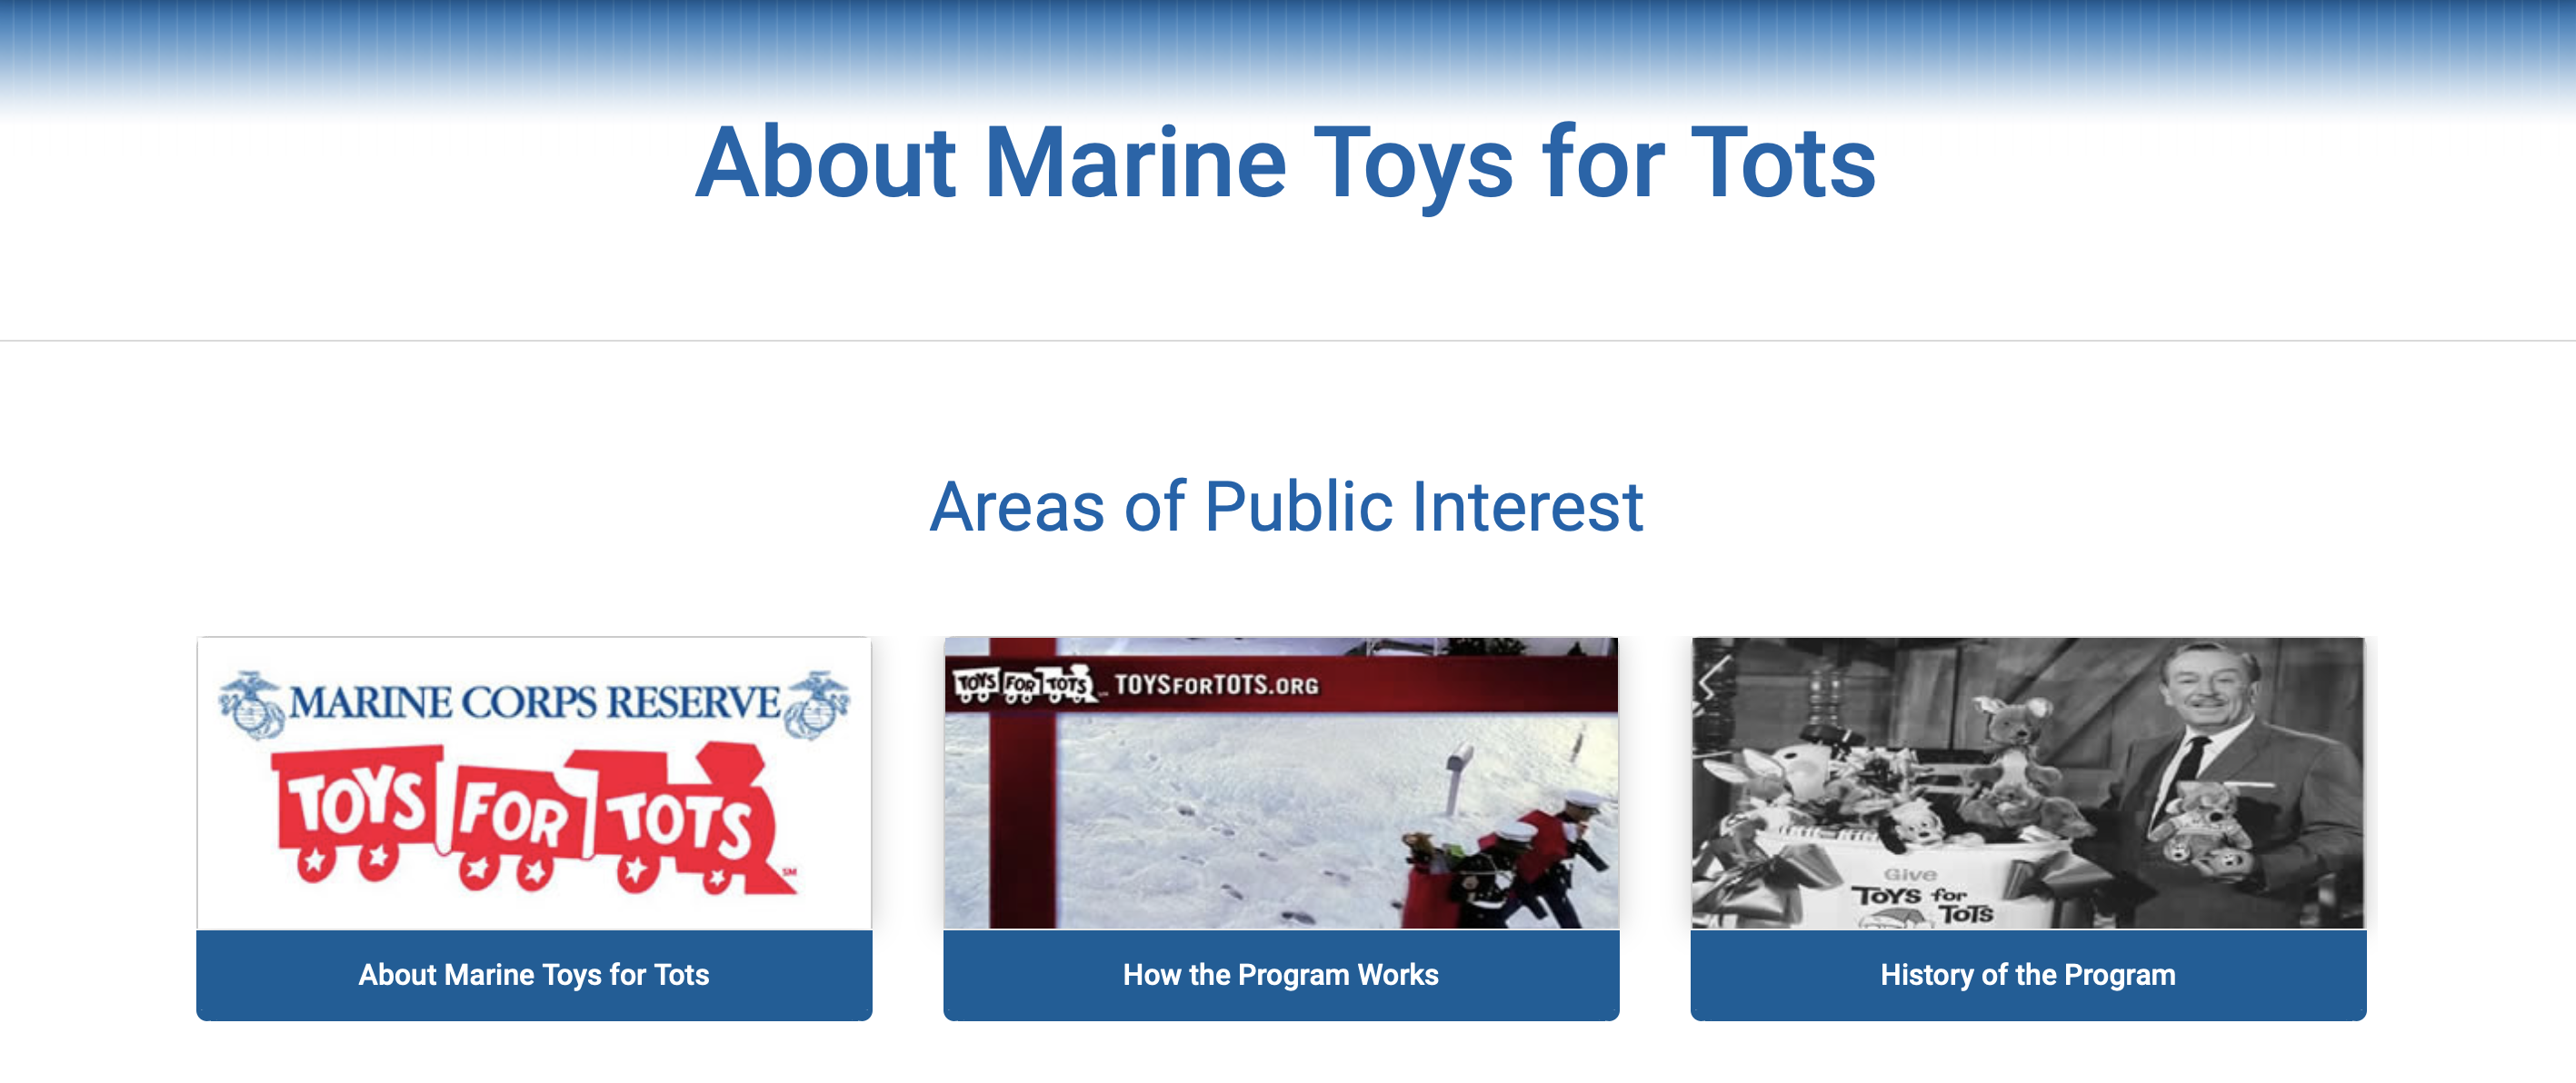 About Marine Toys for Tots
Areas of Public Interest
MARINE CORPS RESERVE
TOYS FOR TOTS
SM
About Marine Toys for Tots
TOYS FOR TOTS TOYSFORTOTS.ORG
How the Program Works
Give
TOYS for
TOTS
History of the Program